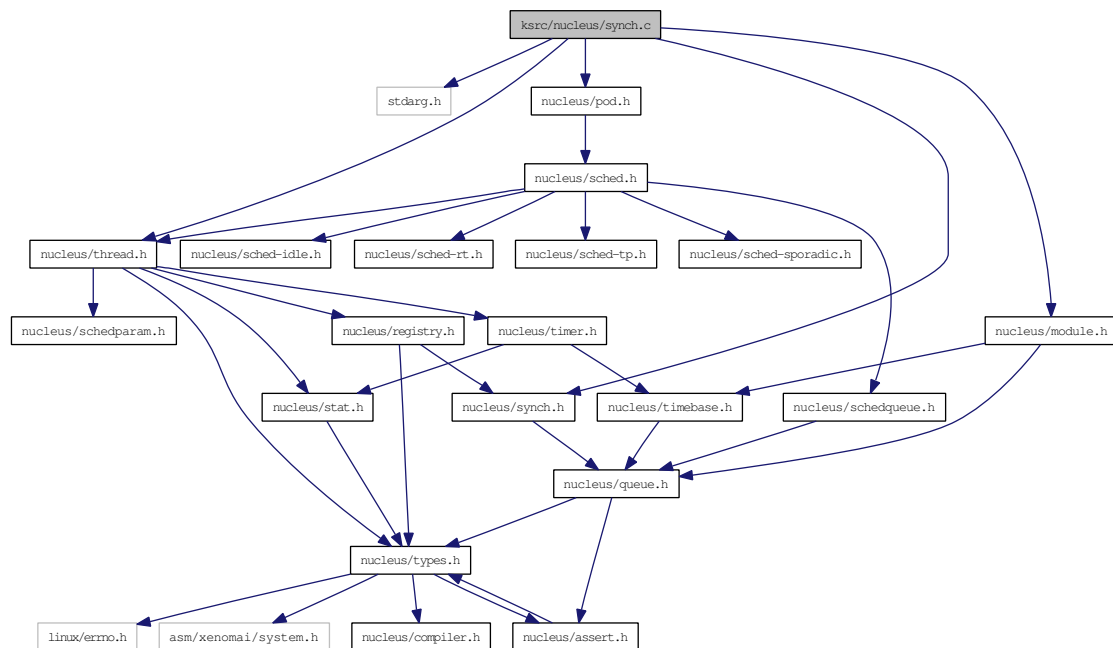 ksrc/nucleus/synch.c
stdarg.h
nucleus/pod.h
nucleus/sched.h
nucleus/thread.h
nucleus/sched-idle.h
nucleus/sched-rt.h
nucleus/sched-tp.h
nucleus/sched-sporadic.h
nucleus/schedparam.h
nucleus/registry.h
nucleus/timer.h
nucleus/module.h
nucleus/stat.h
nucleus/synch.h
nucleus/timebase.h
nucleus/schedqueue.h
nucleus/queue.h
nucleus/types.h
linux/errno.h
asm/xenomai/system.h
nucleus/compiler.h
nucleus/assert.h